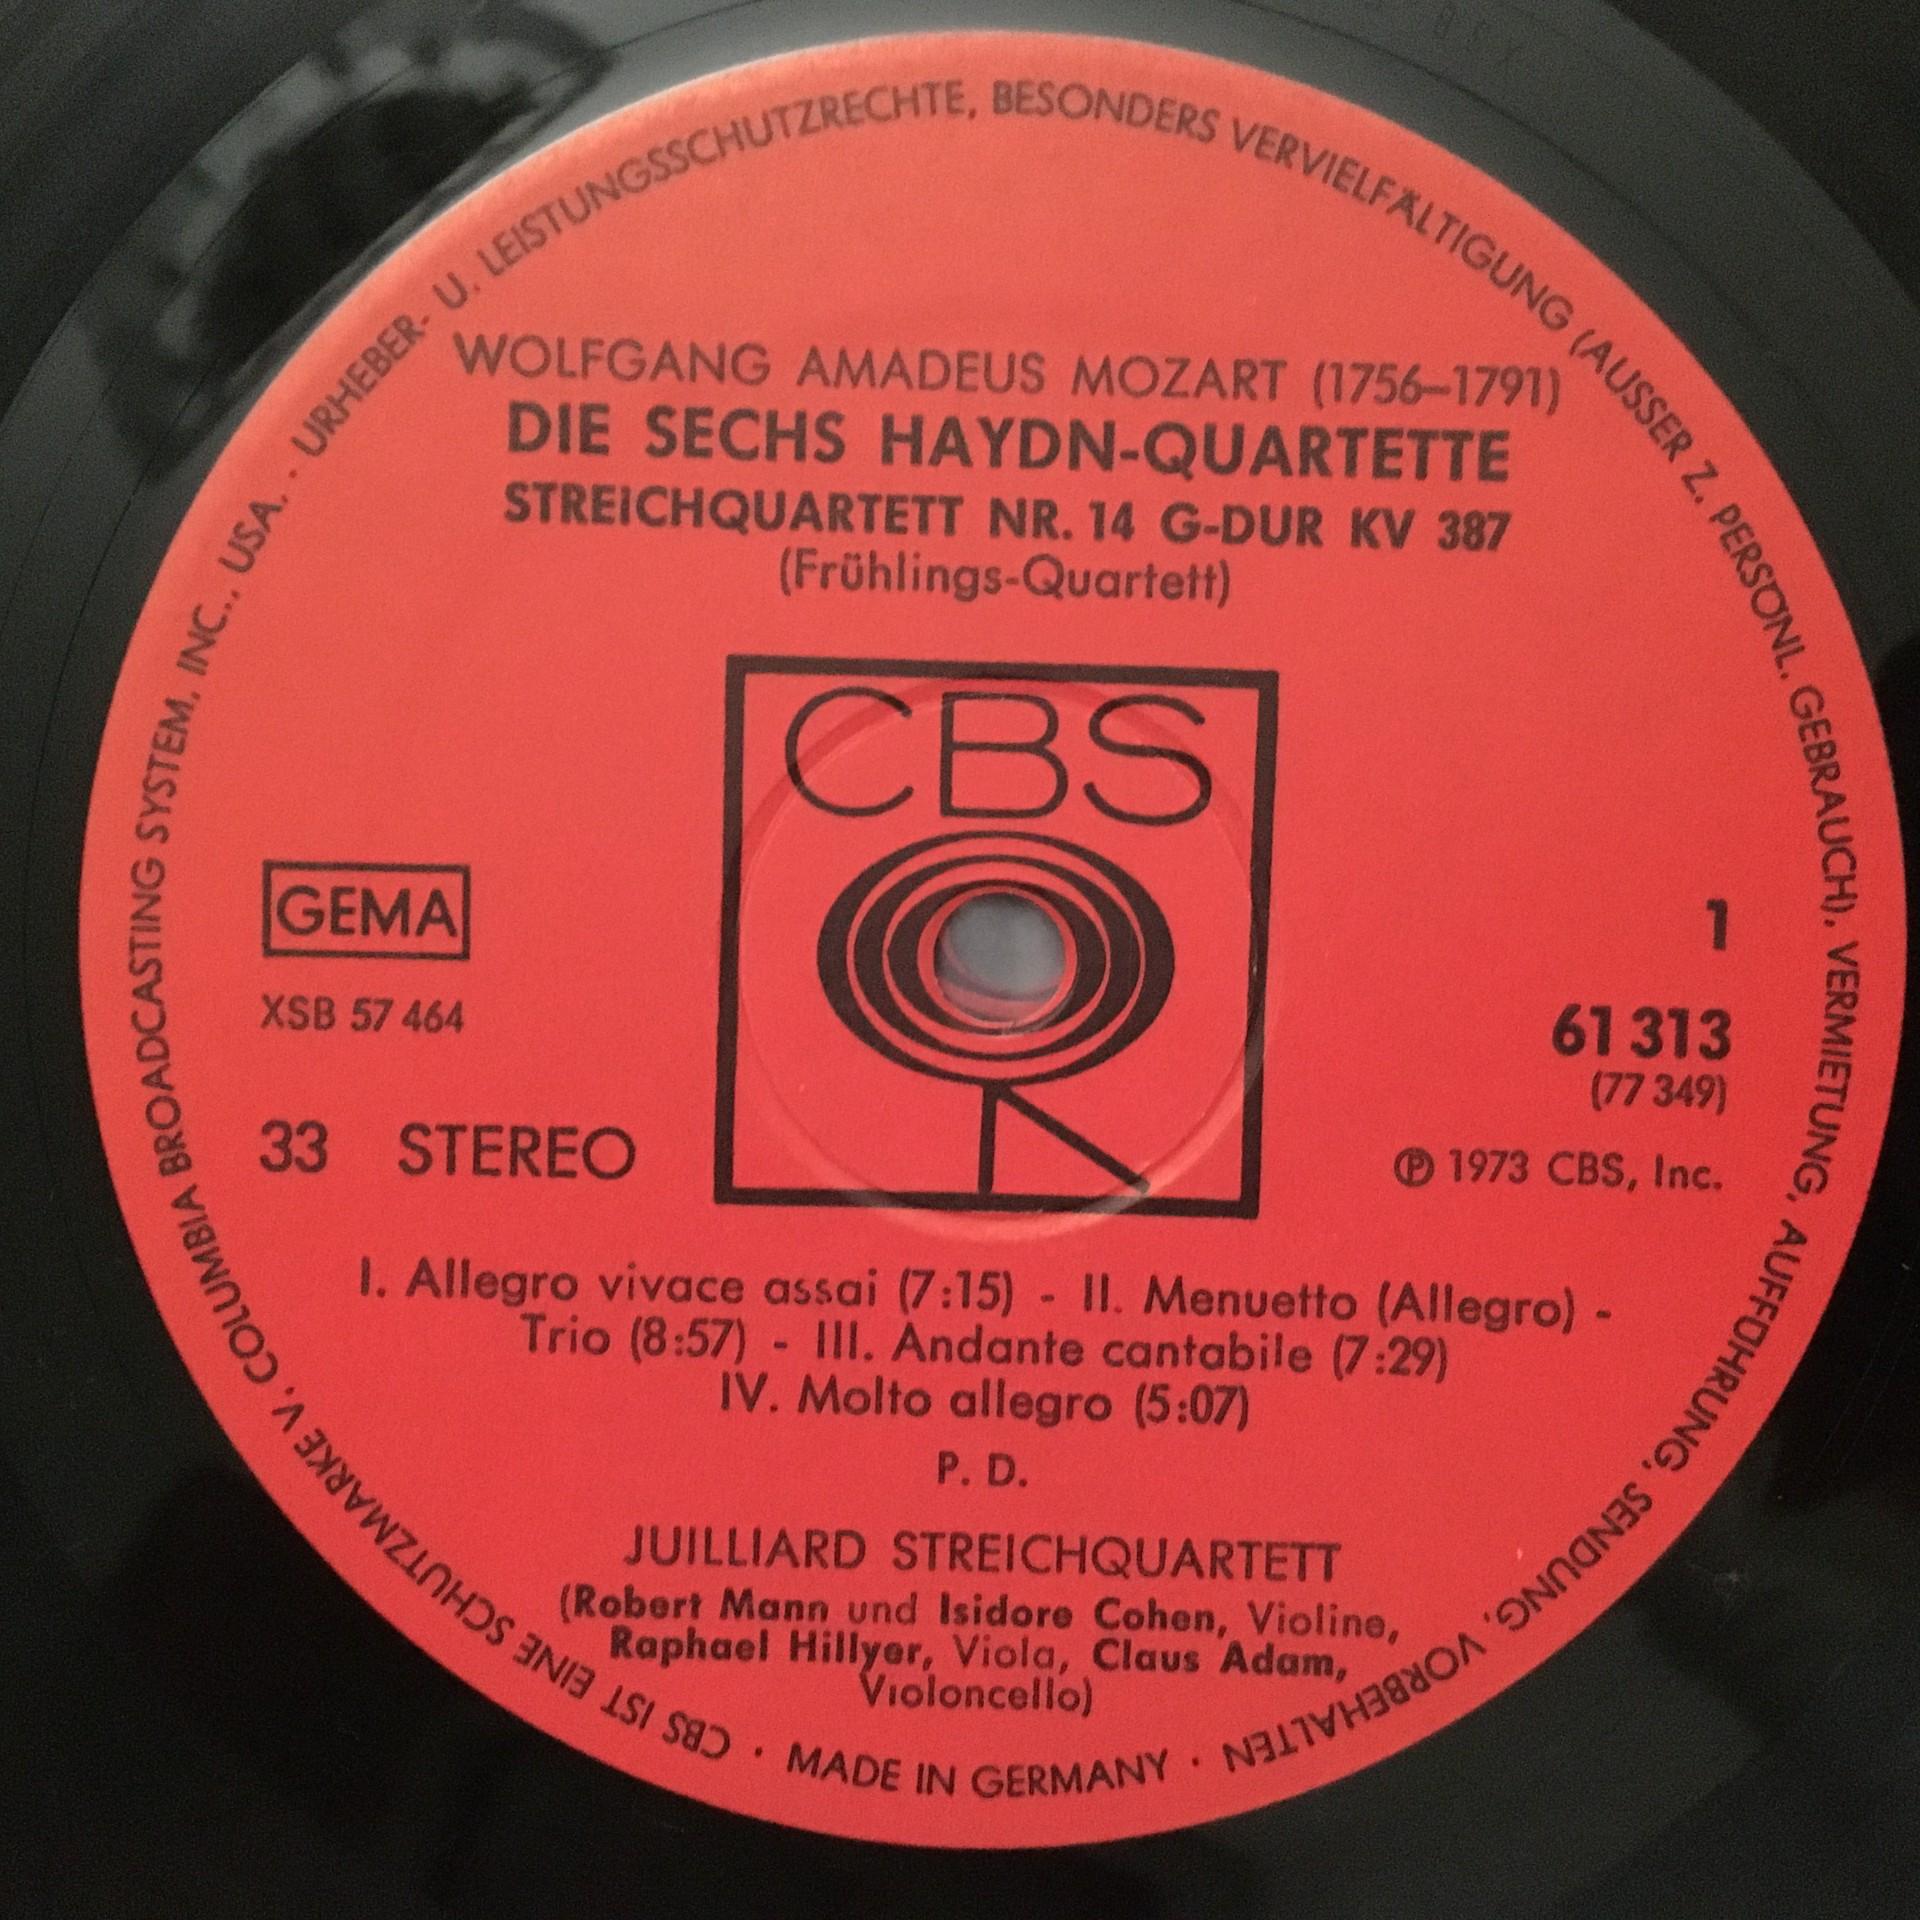 WOLFGANG AMADEUS MOZART (1756–1791)
DIE SECHS HAYDN-QUARTETTE
STREICHQUARTETT NR. 14 G-DUR KV 387
(Frühlings-Quartett)
CBS
GEMA
XSB 57 464
33 STEREO
1
61 313
(77 349)
℗ 1973 CBS, Inc.
I. Allegro vivace assai (7:15) - II. Menuetto (Allegro) -
Trio (8:57) - III. Andante cantabile (7:29)
IV. Molto allegro (5:07)
P. D.
JUILLIARD STREICHQUARTETT
(Robert Mann und Isidore Cohen, Violine,
Raphael Hillyer, Viola, Claus Adam,
Violoncello)
CBS IST EINE SCHUTZMARKE V. COLUMBIA BROADCASTING SYSTEM, INC., USA. · URHEBER- U. LEISTUNGSSCHUTZRECHTE, BESONDERS VERVIELFÄLTIGUNG (AUSSER Z. PERSÖNL. GEBRAUCH), VERMIETUNG, AUFFÜHRUNG, SENDUNG, VORBEHALTEN · MADE IN GERMANY ·